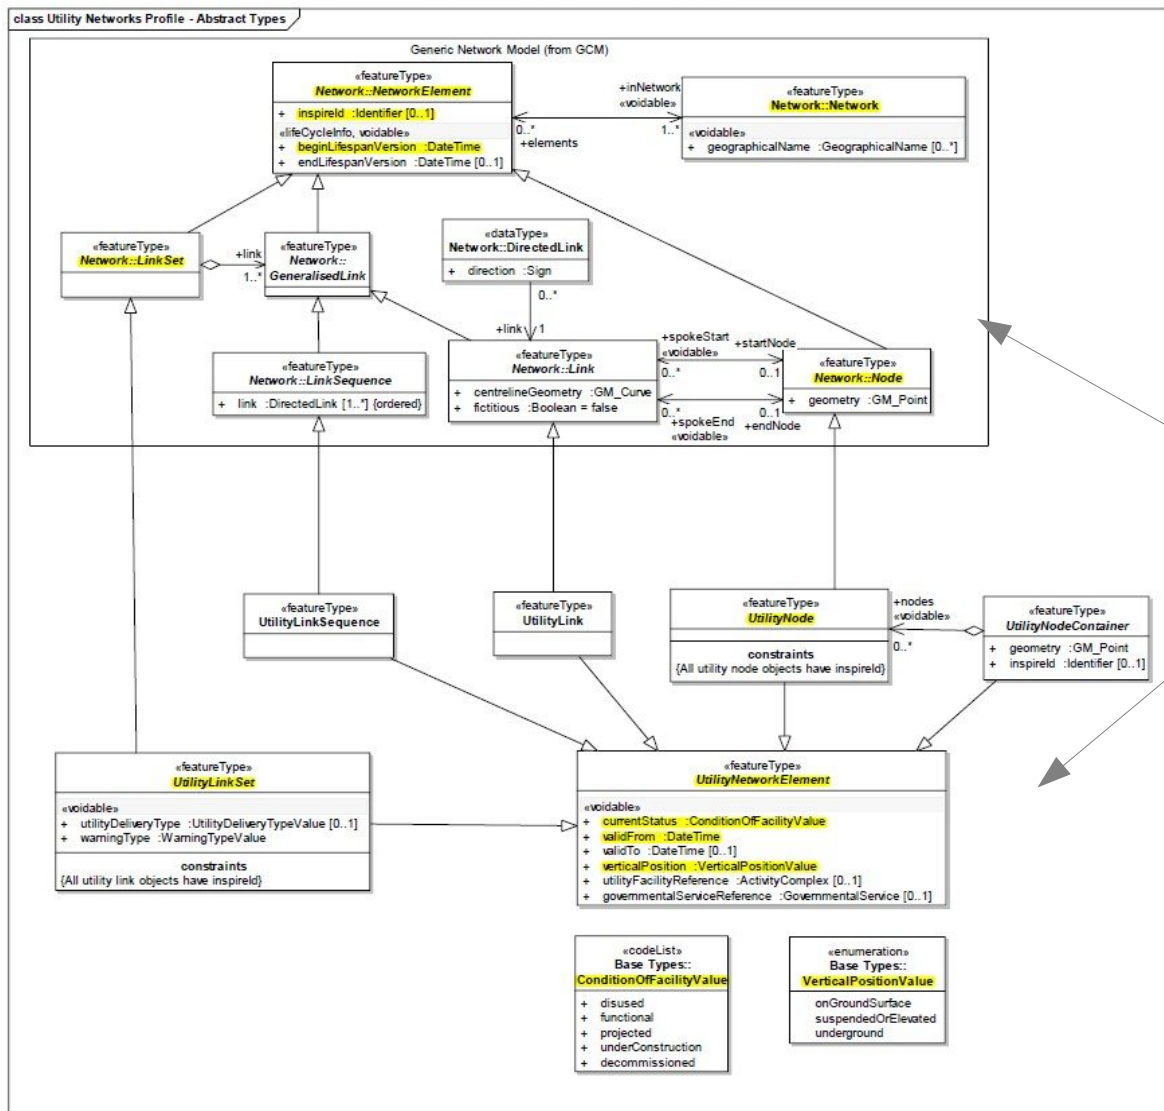 class Utility Networks Profile - Abstract Types
Generic Network Model (from GCM)
«featureType»
Network::NetworkElement
+ inspireId :Identifier [0..1]
«lifeCycleInfo, voidable»
+ beginLifespanVersion :DateTime
+ endLifespanVersion :DateTime [0..1]
+inNetwork
«voidable»
0..*
1..*
+elements
«featureType»
Network::Network
«voidable»
+ geographicalName :GeographicalName [0..*]
«featureType»
Network::LinkSet
+link
1..*
«featureType»
Network::
GeneralisedLink
«dataType»
Network::DirectedLink
+ direction :Sign
0..*
+link
1
«featureType»
Network::LinkSequence
+ link :DirectedLink [1..*] {ordered}
«featureType»
Network::Link
+ centrelineGeometry :GM_Curve
+ fictitious :Boolean = false
+spokeStart
«voidable»
+startNode
0..*
0..1
0..*
0..1
+spokeEnd
+endNode
«voidable»
«featureType»
Network::Node
+ geometry :GM_Point
«featureType»
UtilityLinkSequence
«featureType»
UtilityLink
«featureType»
UtilityNode
constraints
{All utility node objects have inspireId}
+nodes
«voidable»
0..*
«featureType»
UtilityNodeContainer
+ geometry :GM_Point
+ inspireId :Identifier [0..1]
«featureType»
UtilityLinkSet
«voidable»
+ utilityDeliveryType :UtilityDeliveryTypeValue [0..1]
+ warningType :WarningTypeValue
constraints
{All utility link objects have inspireId}
«featureType»
UtilityNetworkElement
«voidable»
+ currentStatus :ConditionOfFacilityValue
+ validFrom :DateTime
+ validTo :DateTime [0..1]
+ verticalPosition :VerticalPositionValue
+ utilityFacilityReference :ActivityComplex [0..1]
+ governmentalServiceReference :GovernmentalService [0..1]
«codeList»
Base Types::
ConditionOfFacilityValue
+ disused
+ functional
+ projected
+ underConstruction
+ decommissioned
«enumeration»
Base Types::
VerticalPositionValue
onGroundSurface
suspendedOrElevated
underground